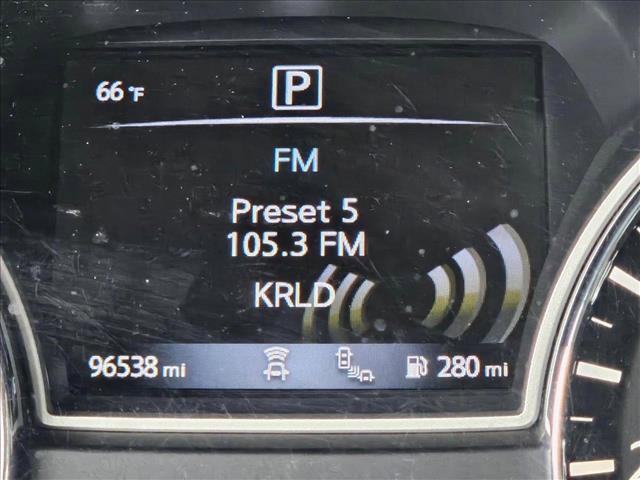 66 °F
P
FM
Preset 5
105.3 FM
KRLD
96538 mi 280 mi